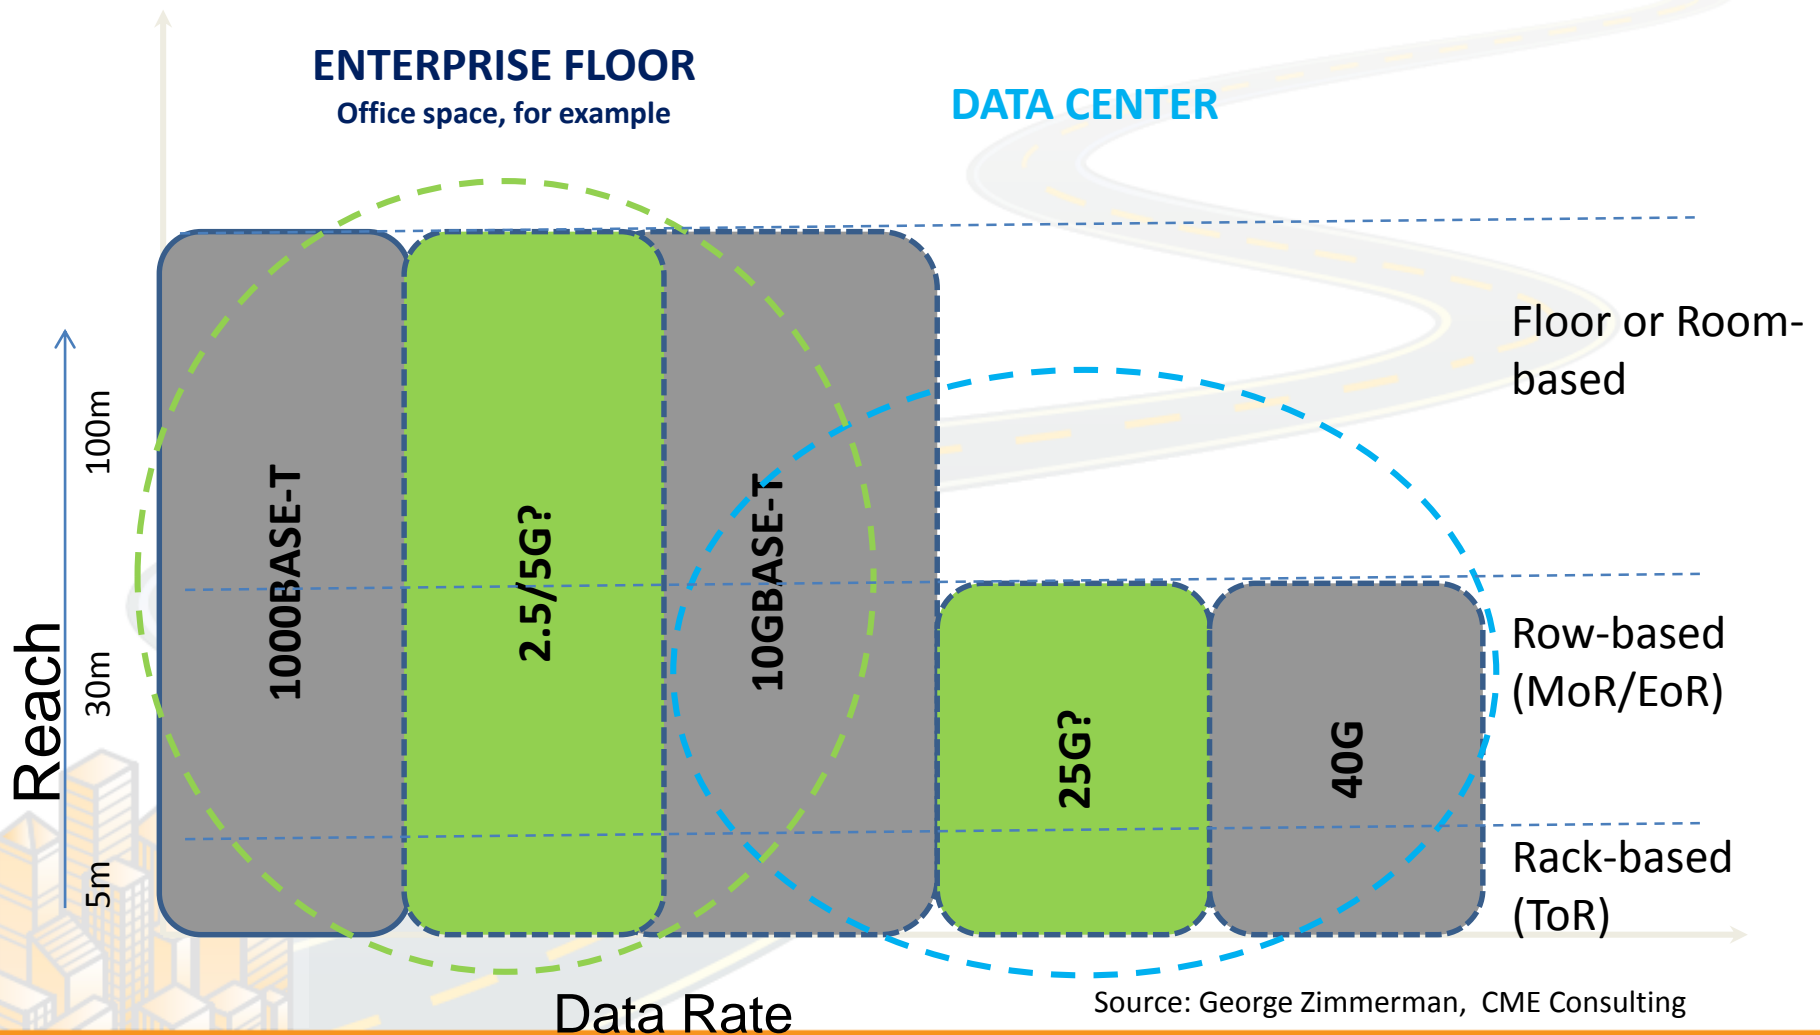 ENTERPRISE FLOOR
Office space, for example
DATA CENTER
Reach
100m
30m
5m
1000BASE-T
2.5/5G?
10GBASE-T
25G?
40G
Floor or Room-
based
Row-based
(MoR/EoR)
Rack-based
(ToR)
Data Rate
Source: George Zimmerman, CME Consulting